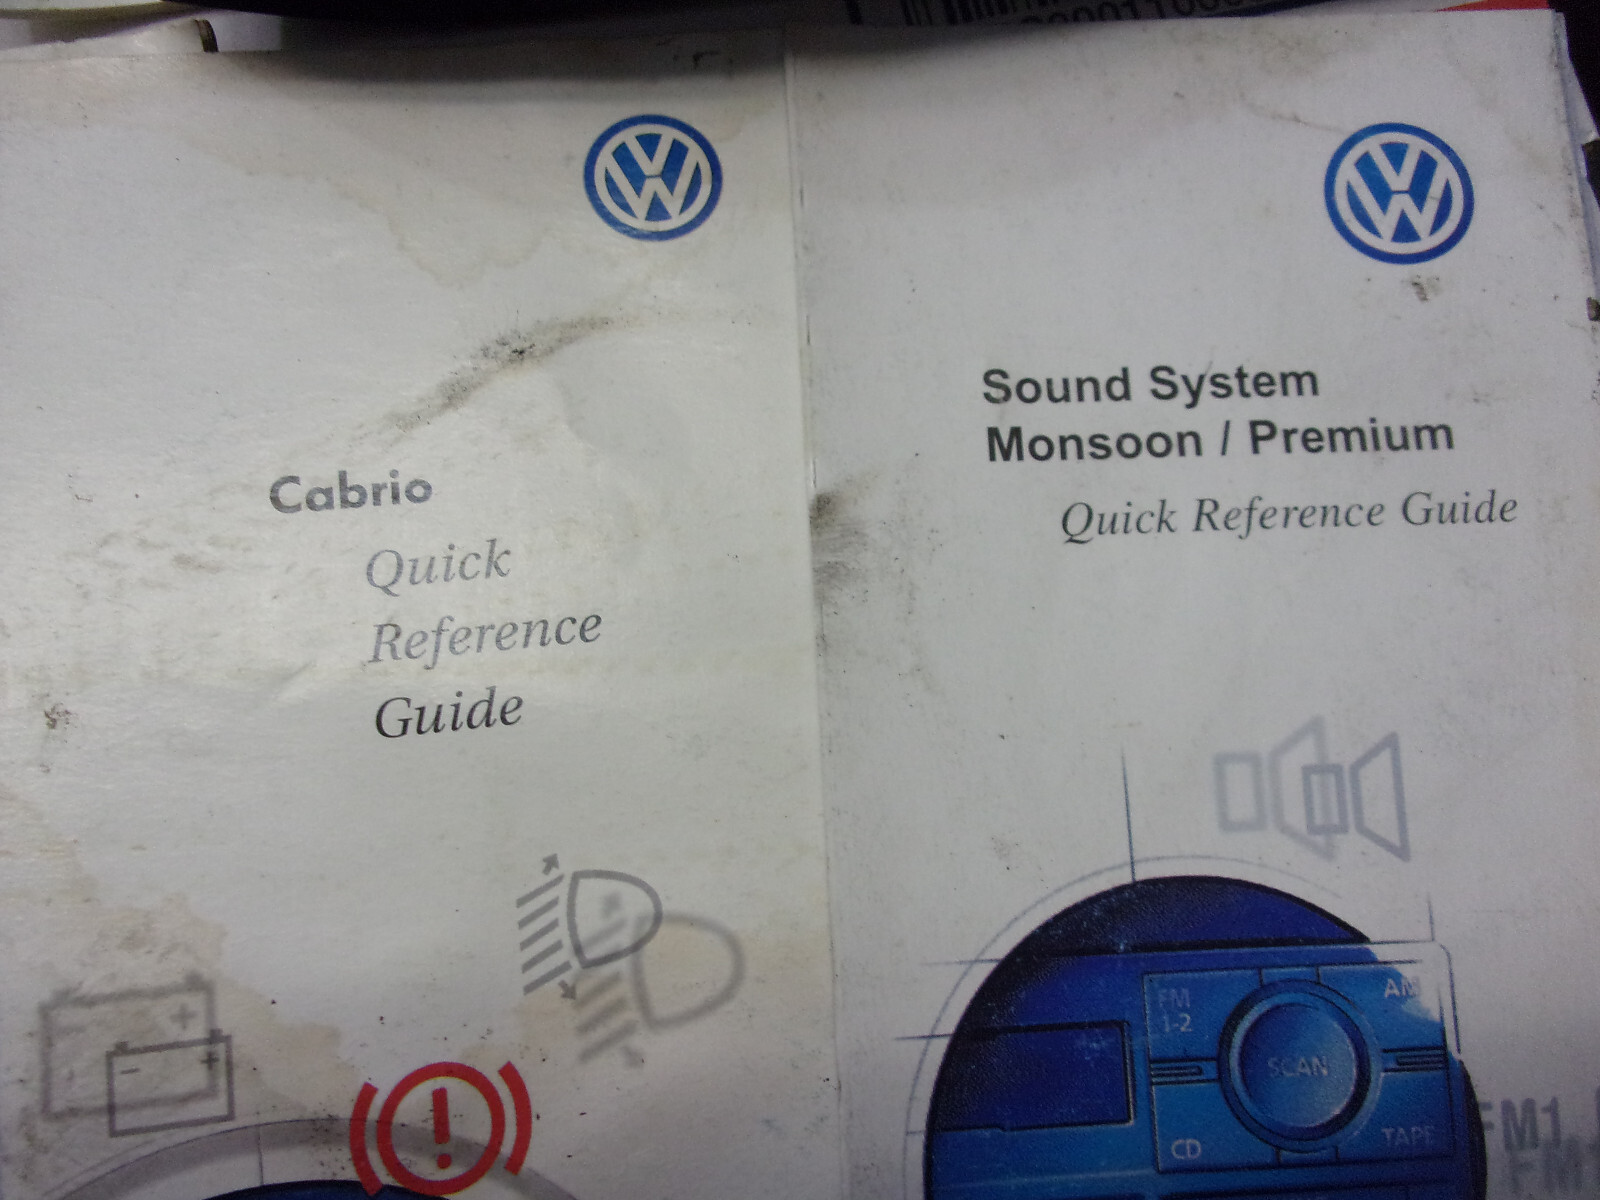 Cabrio
Quick
Reference
Guide
Sound System
Monsoon / Premium
Quick Reference Guide
FM
1-2
AM
SCAN
CD
TAPE
FM1